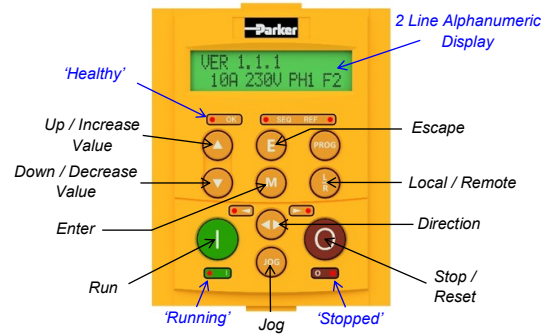 Parker
2 Line Alphanumeric
Display
VER 1.1.1
10A 230V PH1 F2
'Healthy'
OK
SEQ REF
Up / Increase
Value
E
PROG
Escape
Down / Decrease
Value
M
L
R
Local / Remote
Enter
Direction
I
O
Run
JOG
Stop /
Reset
I
O
'Running'
Jog
'Stopped'